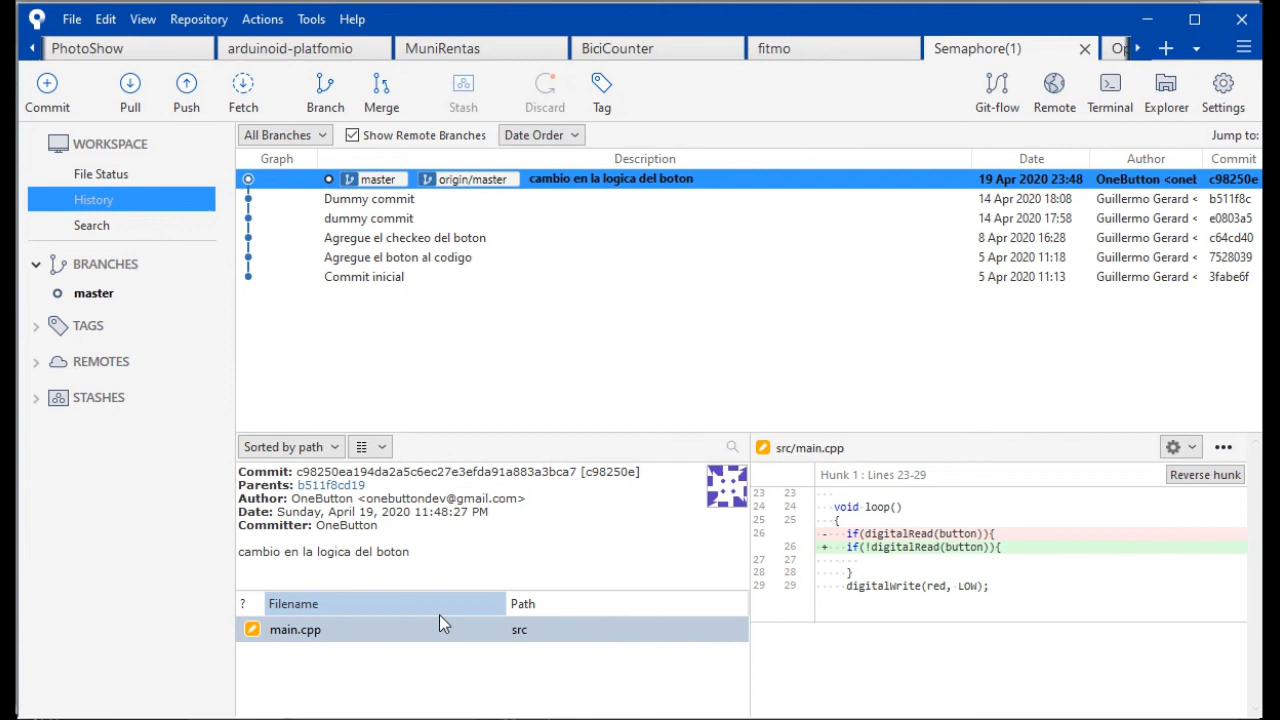 File Edit View Repository Actions Tools Help
PhotoShow arduinoid-platfomio MuniRentas BiciCounter fitmo Semaphore(1)
Commit Pull Push Fetch Branch Merge Stash Discard Tag Git-flow Remote Terminal Explorer Settings
WORKSPACE
File Status
History
Search
BRANCHES
master
TAGS
REMOTES
STASHES
All Branches Show Remote Branches Date Order Jump to:
Graph Description Date Author Commit
master origin/master cambio en la logica del boton 19 Apr 2020 23:48 OneButton <onet c98250e
Dummy commit 14 Apr 2020 18:08 Guillermo Gerard < b511f8c
dummy commit 14 Apr 2020 17:58 Guillermo Gerard < e0803a5
Agregue el checkeo del boton 8 Apr 2020 16:28 Guillermo Gerard < c64cd40
Agregue el boton al codigo 5 Apr 2020 11:18 Guillermo Gerard < 7528039
Commit inicial 5 Apr 2020 11:13 Guillermo Gerard < 3fabe6f
Sorted by path
Commit: c98250ea194da2a5c6ec27e3efda91a883a3bca7 [c98250e]
Parents: b511f8cd19
Author: OneButton <onebuttondev@gmail.com>
Date: Sunday, April 19, 2020 11:48:27 PM
Committer: OneButton
cambio en la logica del boton
? Filename Path
main.cpp src
src/main.cpp
Hunk 1 : Lines 23-29 Reverse hunk
23 23
24 24 void loop()
25 25 {
26 - if(digitalRead(button)){
26 + if(!digitalRead(button)){
27 27
28 28 }
29 29 digitalWrite(red, LOW);